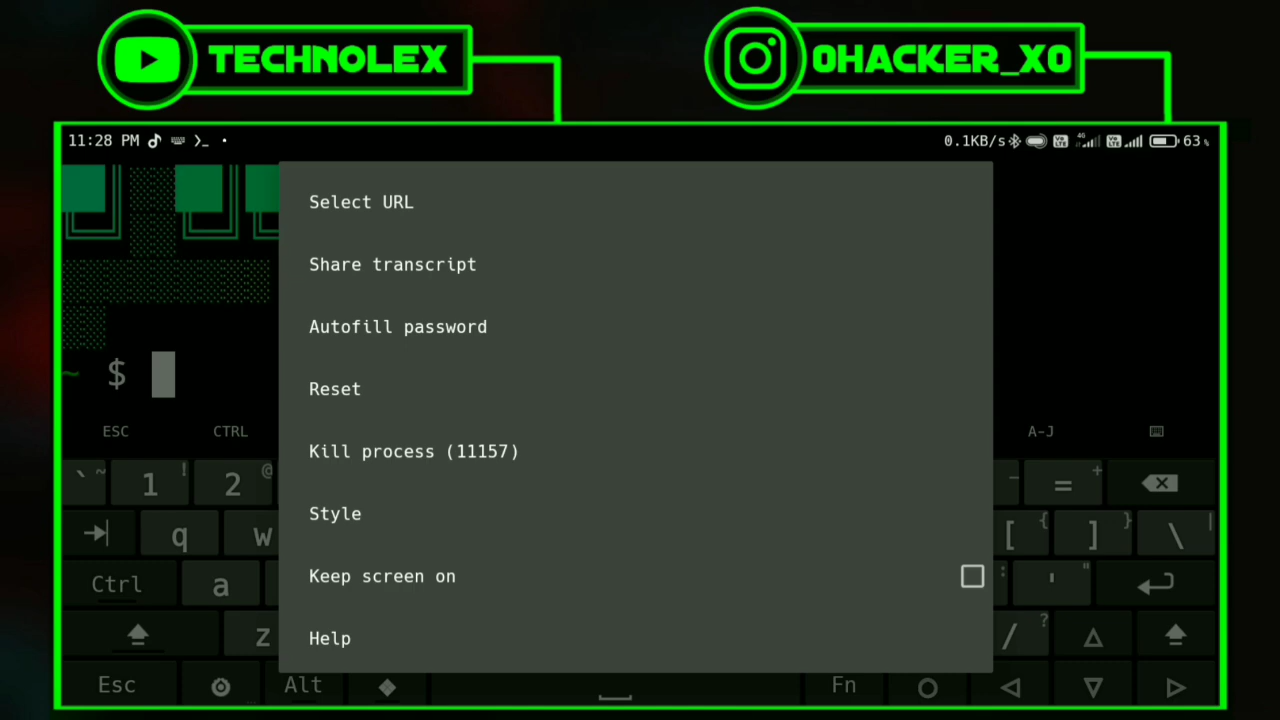 TECHNOLEX
0HACKER_X0
11:28 PM
0.1KB/s 4G 63%
Select URL
Share transcript
Autofill password
Reset
~ $
Kill process (11157)
ESC CTRL A-J
Style
Keep screen on
Help
` ~ 1 ! 2 @ _ = +
q w [ { ] } \ |
Ctrl a : ' "
z / ?
Esc Alt Fn